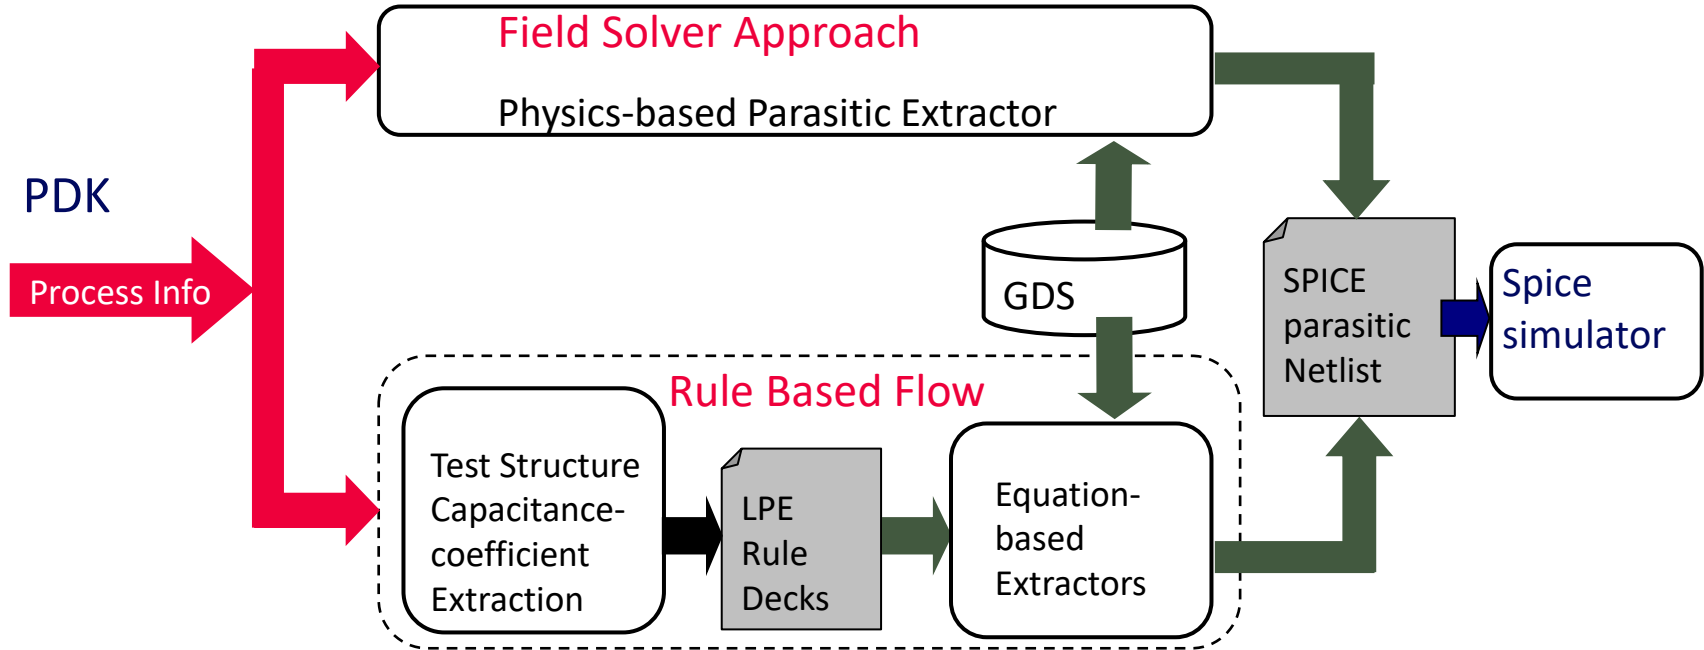 Field Solver Approach
Physics-based Parasitic Extractor
PDK
Process Info
GDS
SPICE
parasitic
Netlist
Spice
simulator
Rule Based Flow
Test Structure
Capacitance-
coefficient
Extraction
LPE
Rule
Decks
Equation-
based
Extractors